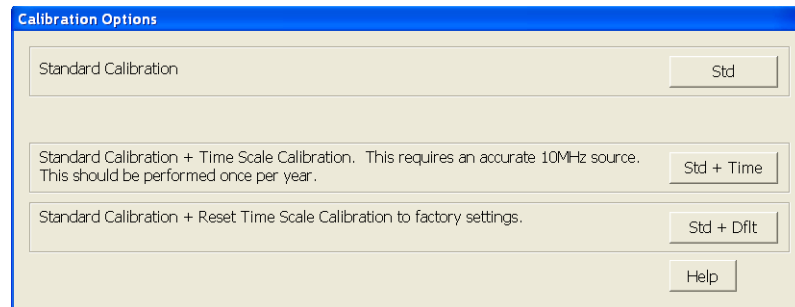 Calibration Options
Standard Calibration
Std
Standard Calibration + Time Scale Calibration. This requires an accurate 10MHz source.
This should be performed once per year.
Std + Time
Standard Calibration + Reset Time Scale Calibration to factory settings.
Std + Dflt
Help